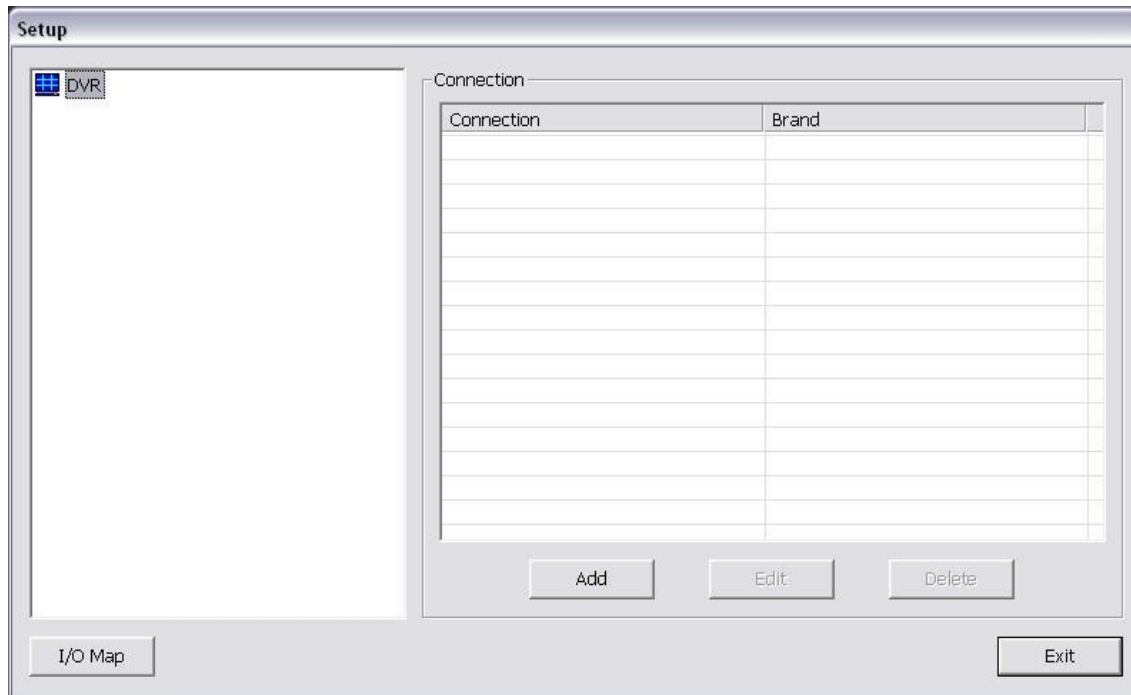 Setup
DVR
Connection
Connection Brand
Add Edit Delete
I/O Map Exit